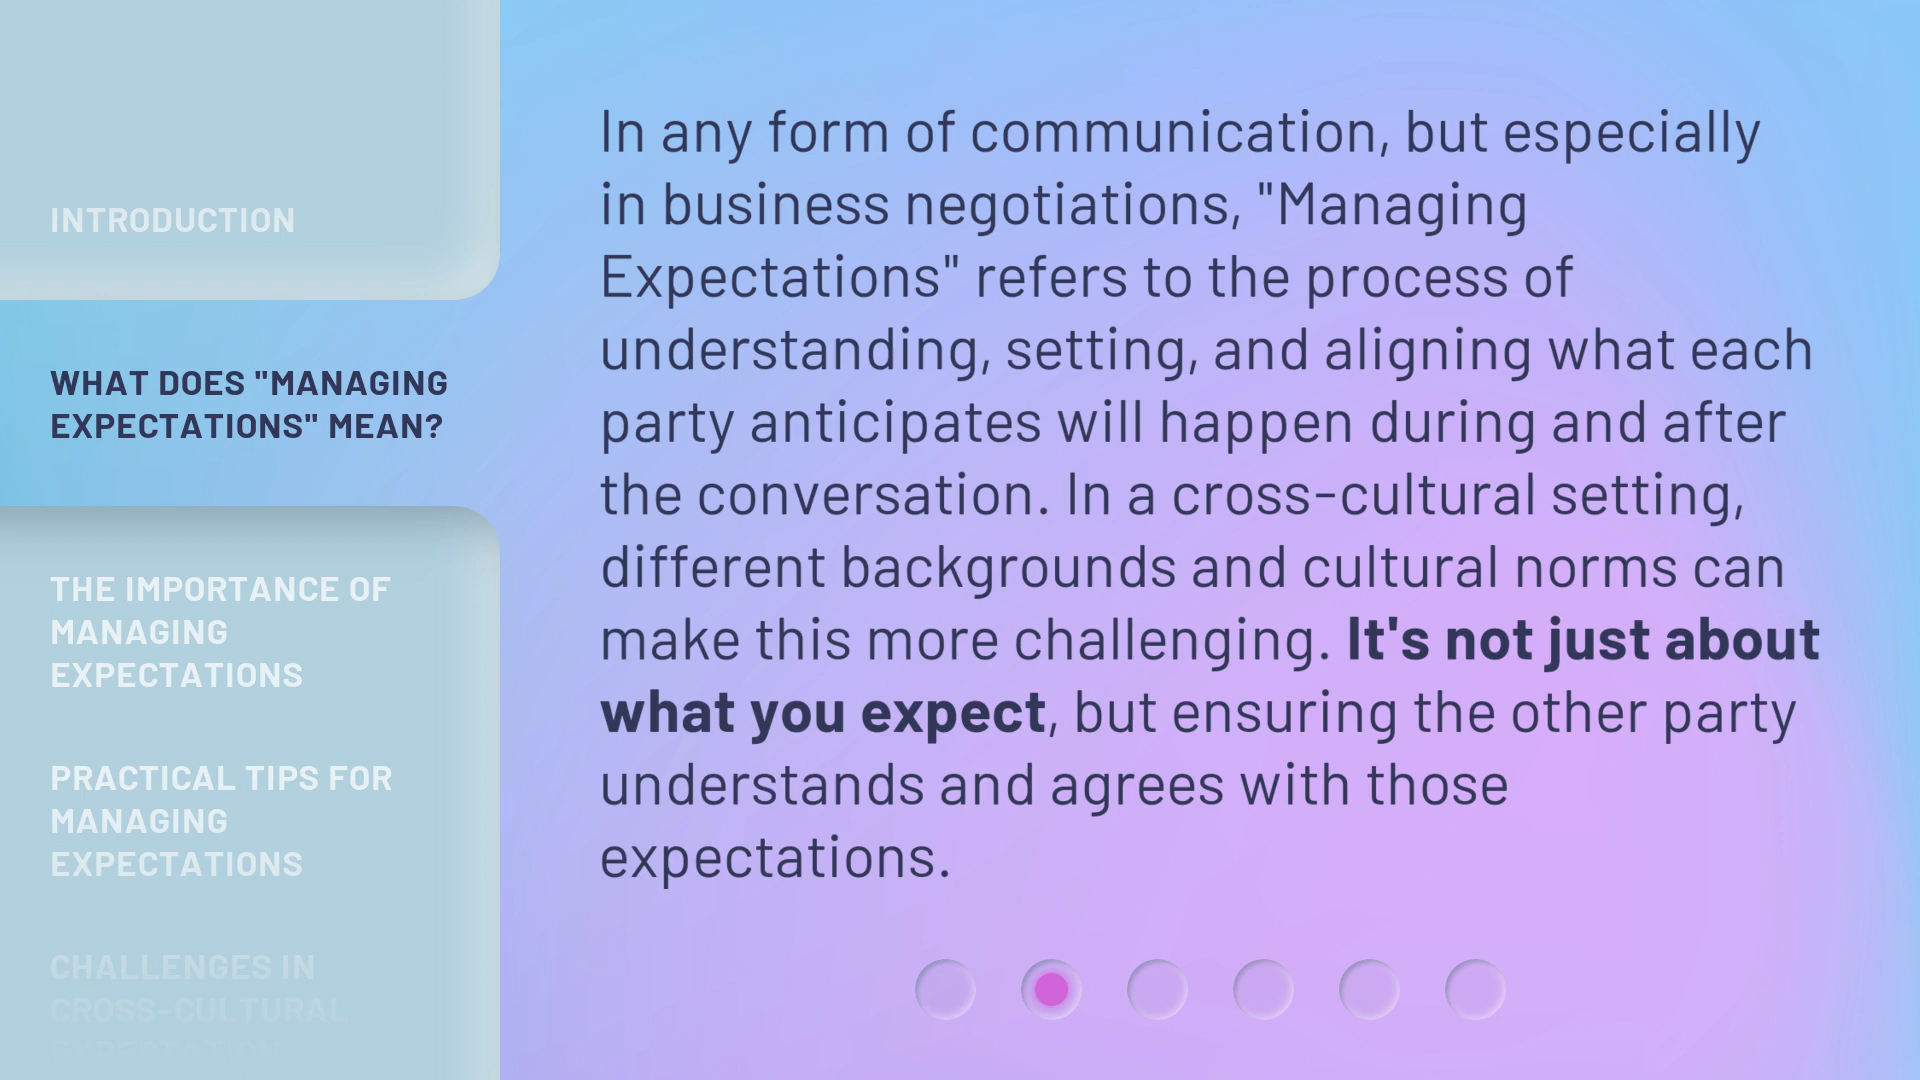 INTRODUCTION
WHAT DOES "MANAGING
EXPECTATIONS" MEAN?
THE IMPORTANCE OF
MANAGING
EXPECTATIONS
PRACTICAL TIPS FOR
MANAGING
EXPECTATIONS
CHALLENGES IN
CROSS-CULTURAL
EXPECTATION
In any form of communication, but especially
in business negotiations, "Managing
Expectations" refers to the process of
understanding, setting, and aligning what each
party anticipates will happen during and after
the conversation. In a cross-cultural setting,
different backgrounds and cultural norms can
make this more challenging. It's not just about
what you expect, but ensuring the other party
understands and agrees with those
expectations.